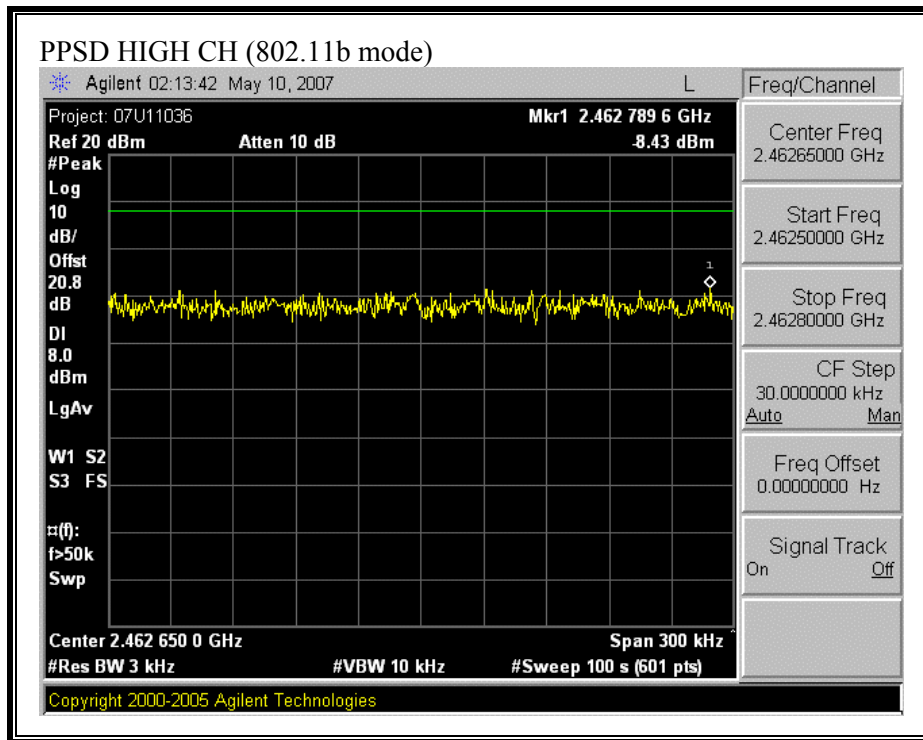 PPSD HIGH CH (802.11b mode)
Agilent 02:13:42 May 10, 2007 L
Freq/Channel
Project: 07U11036 Mkr1 2.462 789 6 GHz
Ref 20 dBm Atten 10 dB -8.43 dBm
#Peak
Log
10
dB/
Offst
20.8
dB
DI
8.0
dBm
LgAv
W1 S2
S3 FS
¤(f):
f>50k
Swp
1
Center 2.462 650 0 GHz Span 300 kHz ^
#Res BW 3 kHz #VBW 10 kHz #Sweep 100 s (601 pts)
Copyright 2000-2005 Agilent Technologies
Center Freq
2.46265000 GHz
Start Freq
2.46250000 GHz
Stop Freq
2.46280000 GHz
CF Step
30.0000000 kHz
Auto Man
Freq Offset
0.00000000 Hz
Signal Track
On Off